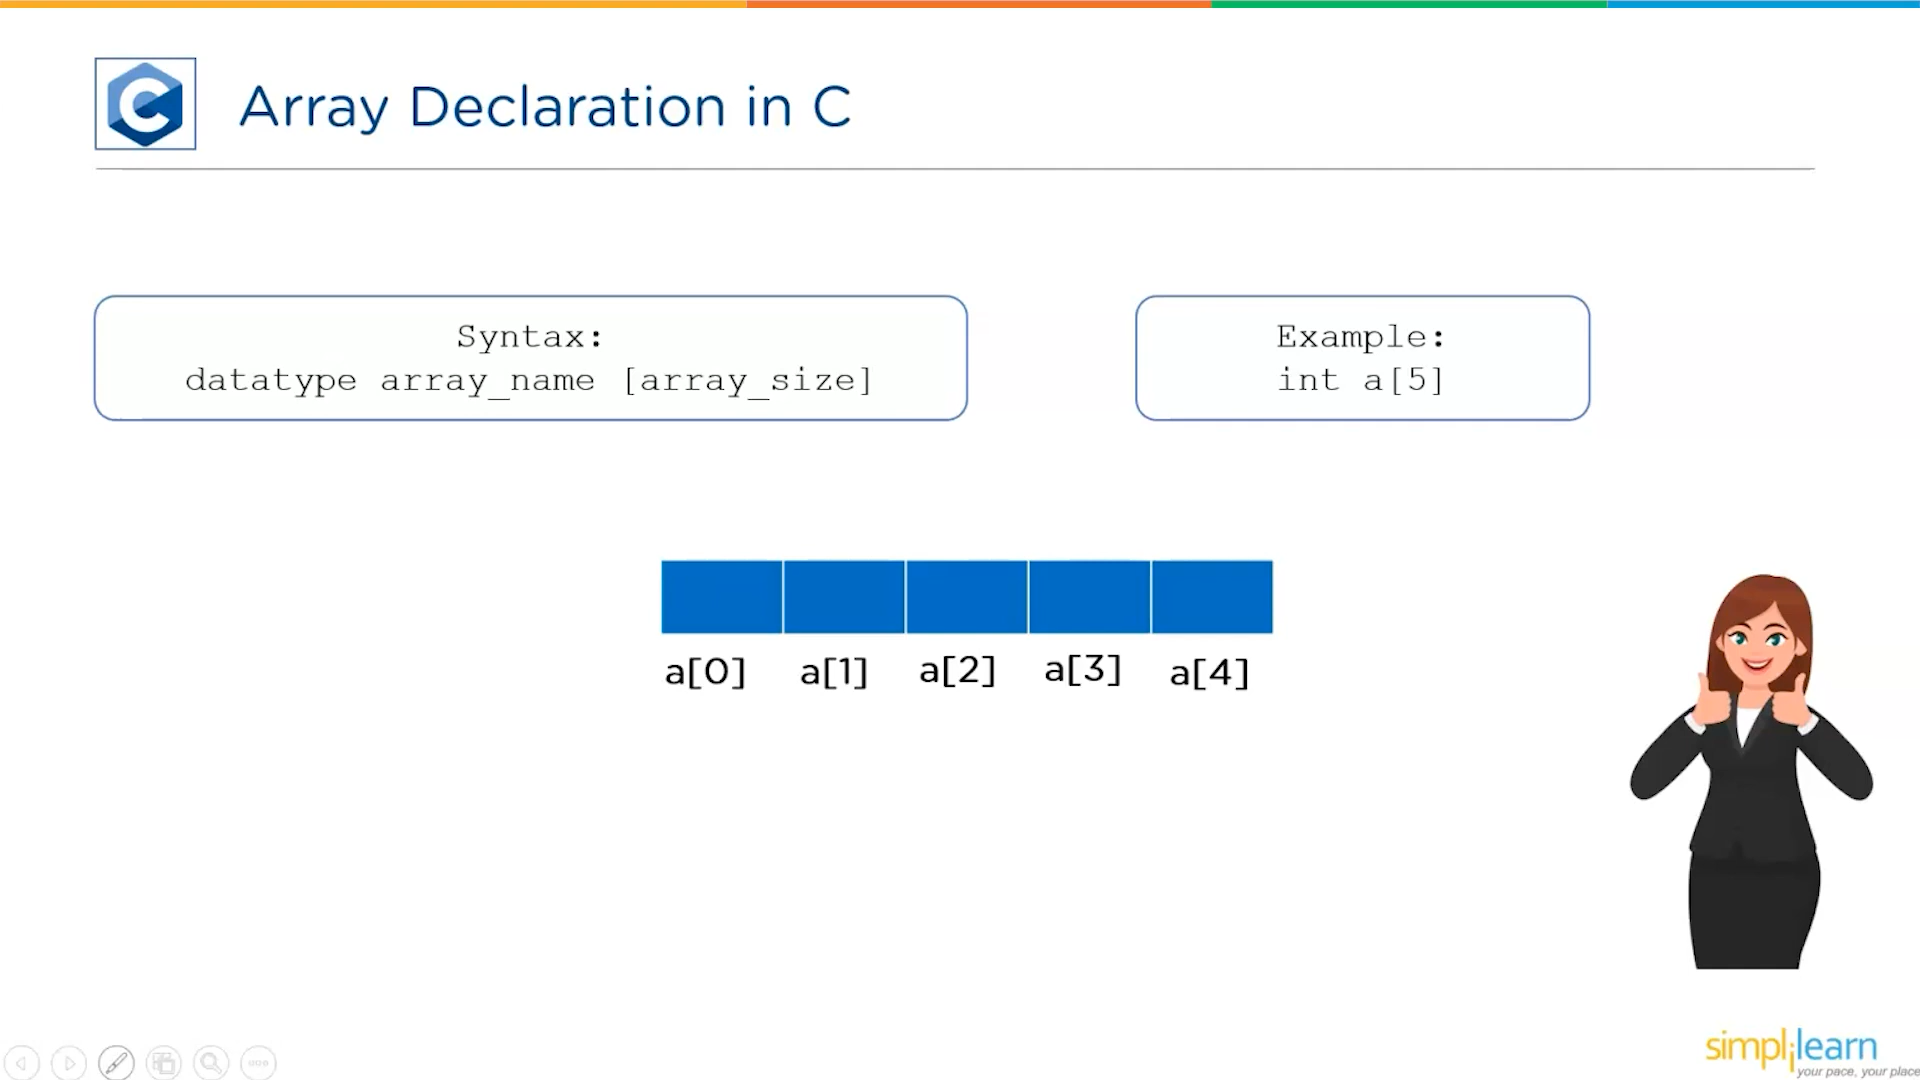 Array Declaration in C
Syntax:
datatype array_name [array_size]
Example:
int a[5]
a[0] a[1] a[2] a[3] a[4]
simplilearn
your pace, your place